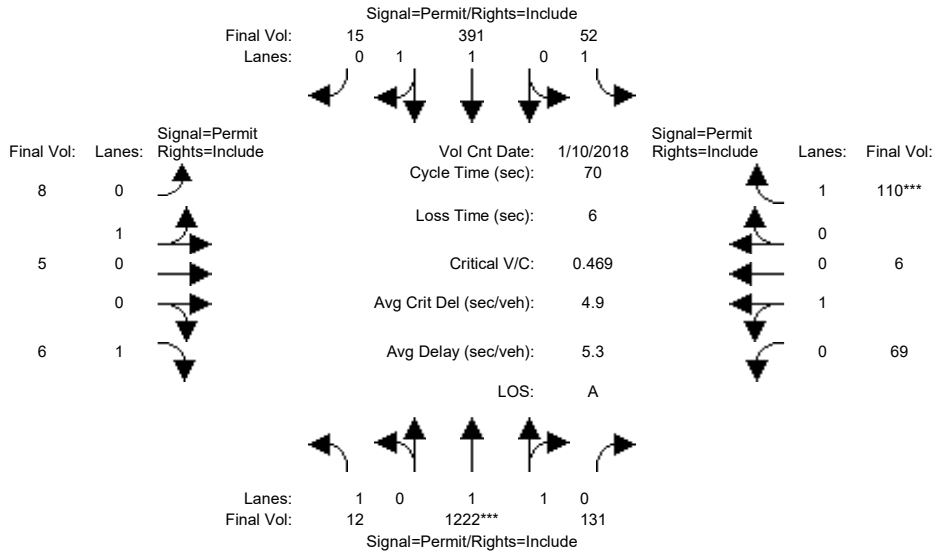 Signal=Permit/Rights=Include
Final Vol: 15 391 52
Lanes: 0 1 1 0 1
Signal=Permit
Final Vol: Lanes: Rights=Include
Vol Cnt Date: 1/10/2018
Signal=Permit
Rights=Include Lanes: Final Vol:
Cycle Time (sec): 70
8 0
1 110***
Loss Time (sec): 6
1
0
5 0
Critical V/C: 0.469
0 6
0
Avg Crit Del (sec/veh): 4.9
1
6 1
Avg Delay (sec/veh): 5.3
0 69
LOS: A
Lanes: 1 0 1 1 0
Final Vol: 12 1222*** 131
Signal=Permit/Rights=Include